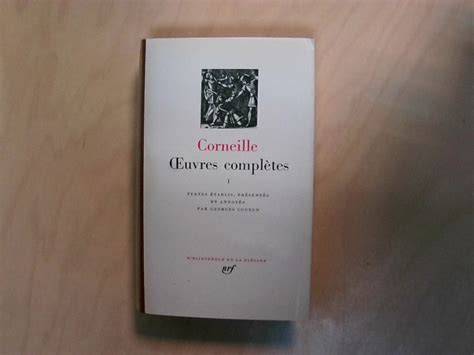 Corneille
Œuvres complètes
I
TEXTES ÉTABLIS, PRÉSENTÉS
ET ANNOTÉS
PAR GEORGES COUTON
BIBLIOTHÈQUE DE LA PLÉIADE
nrf